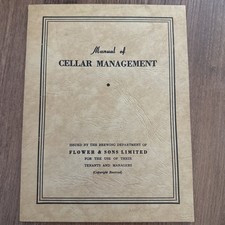 Manual of
CELLAR MANAGEMENT
ISSUED BY THE BREWING DEPARTMENT OF
FLOWER & SONS LIMITED
FOR THE USE OF THEIR
TENANTS AND MANAGERS
(Copyright Reserved)